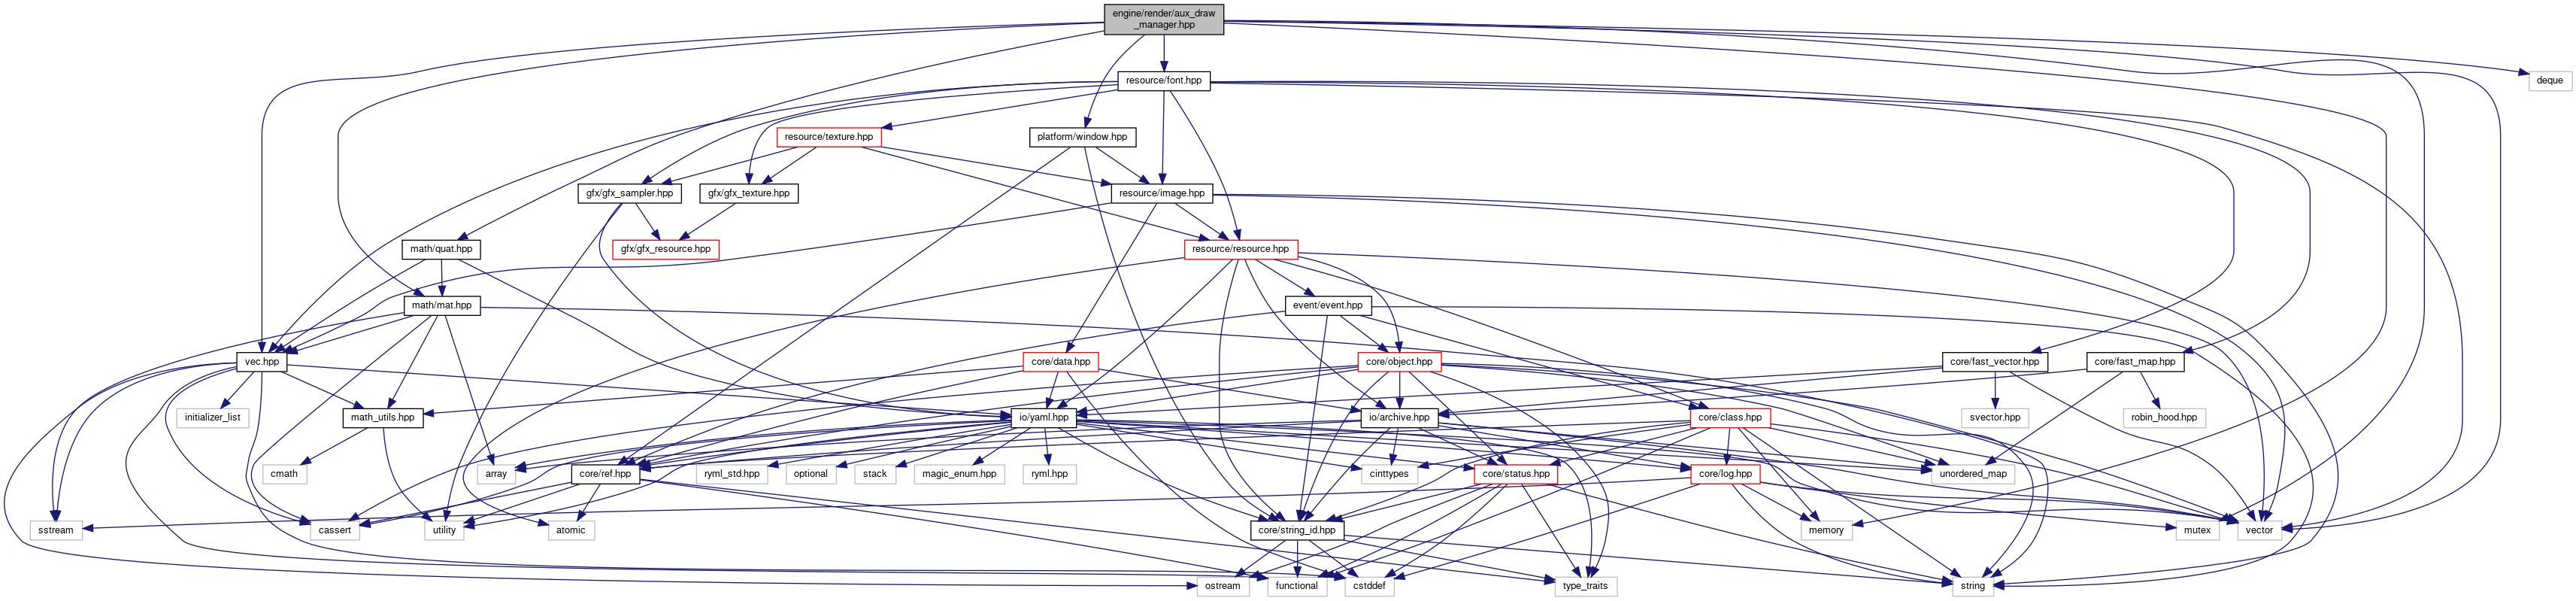 engine/render/aux_draw
_manager.hpp
resource/font.hpp
deque
resource/texture.hpp
platform/window.hpp
gfx/gfx_sampler.hpp
gfx/gfx_texture.hpp
resource/image.hpp
math/quat.hpp
gfx/gfx_resource.hpp
resource/resource.hpp
math/mat.hpp
event/event.hpp
vec.hpp
core/data.hpp
core/object.hpp
core/fast_vector.hpp
core/fast_map.hpp
initializer_list
math_utils.hpp
io/yaml.hpp
io/archive.hpp
core/class.hpp
svector.hpp
robin_hood.hpp
cmath
array
core/ref.hpp
ryml_std.hpp
optional
stack
magic_enum.hpp
ryml.hpp
cinttypes
core/status.hpp
core/log.hpp
unordered_map
sstream
cassert
utility
atomic
core/string_id.hpp
memory
mutex
vector
ostream
functional
cstddef
type_traits
string